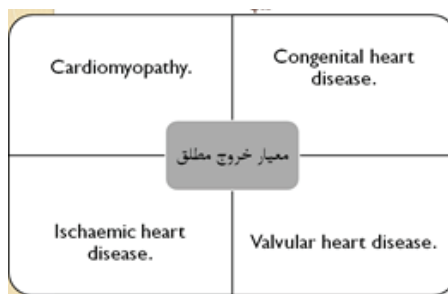 Cardiomyopathy.
Congenital heart
disease.
معیار خروج مطلق
Ischaemic heart
disease.
Valvular heart disease.